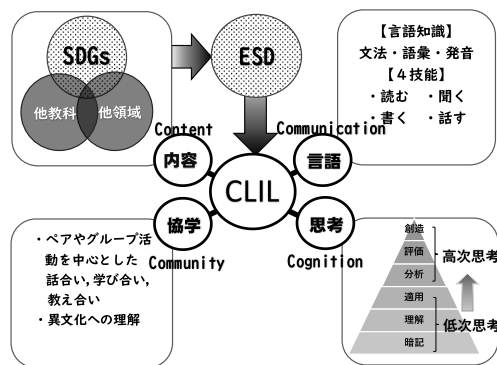 SDGs
他教科
他領域
ESD
【言語知識】
文法・語彙・発音
【４技能】
・読む ・聞く
・書く ・話す
Content
Communication
内容
言語
CLIL
協学
思考
Community
Cognition
・ペアやグループ活
動を中心とした
話合い,学び合い,
教え合い
・異文化への理解
創造
評価
分析
適用
理解
暗記
高次思考
低次思考